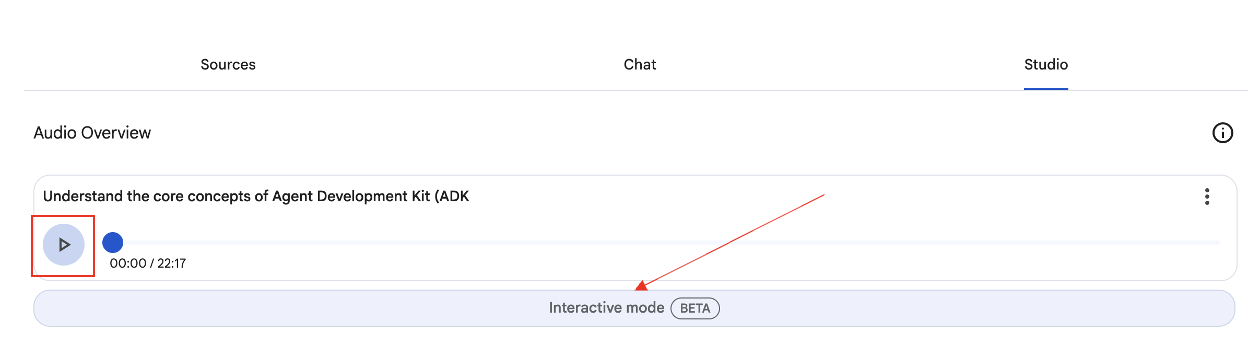 Sources Chat Studio
Audio Overview
Understand the core concepts of Agent Development Kit (ADK
00:00 / 22:17
Interactive mode BETA